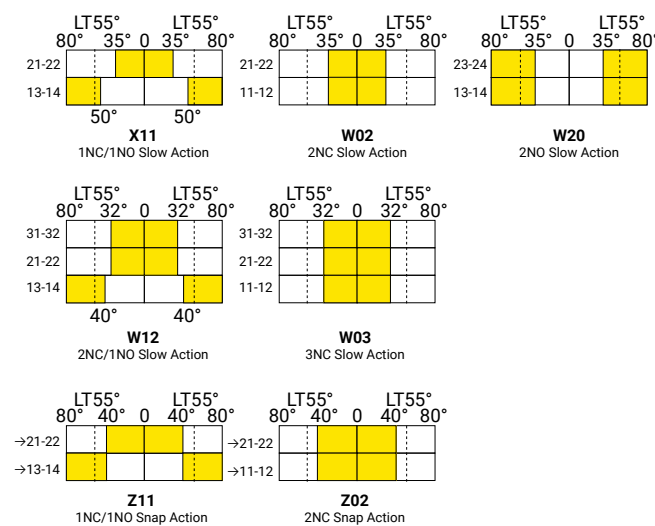 LT55° LT55°
80° 35° 0 35° 80°
21-22
13-14
50° 50°
X11
1NC/1NO Slow Action
LT55° LT55°
80° 35° 0 35° 80°
21-22
11-12
W02
2NC Slow Action
LT55° LT55°
80° 35° 0 35° 80°
23-24
13-14
W20
2NO Slow Action
LT55° LT55°
80° 32° 0 32° 80°
31-32
21-22
13-14
40° 40°
W12
2NC/1NO Slow Action
LT55° LT55°
80° 32° 0 32° 80°
31-32
21-22
11-12
W03
3NC Slow Action
LT55° LT55°
80° 40° 0 40° 80°
→21-22
→13-14
Z11
1NC/1NO Snap Action
LT55° LT55°
80° 40° 0 40° 80°
→21-22
→11-12
Z02
2NC Snap Action